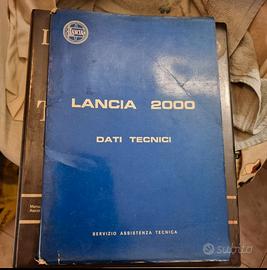 LANCIA
LANCIA 2000
DATI TECNICI
SERVIZIO ASSISTENZA TECNICA
subito